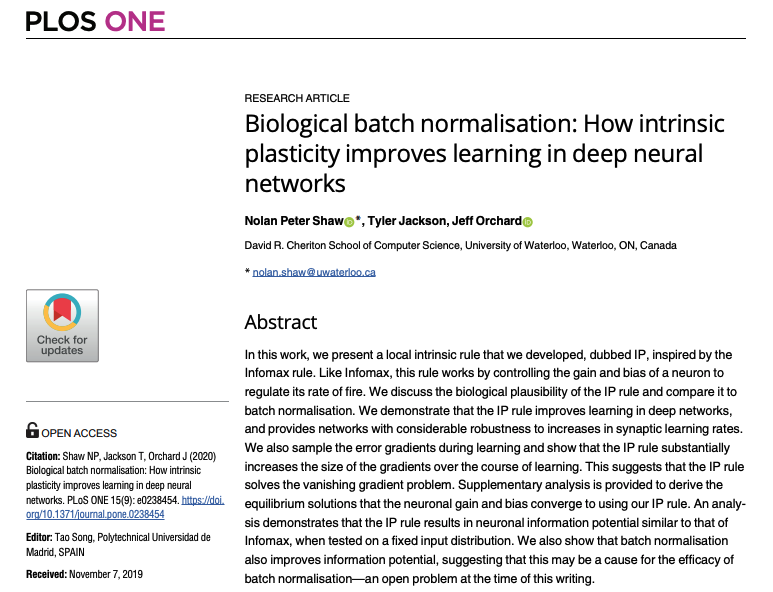 PLOS ONE
RESEARCH ARTICLE
Biological batch normalisation: How intrinsic
plasticity improves learning in deep neural
networks
Nolan Peter Shaw*, Tyler Jackson, Jeff Orchard
David R. Cheriton School of Computer Science, University of Waterloo, Waterloo, ON, Canada
* nolan.shaw@uwaterloo.ca
Abstract
In this work, we present a local intrinsic rule that we developed, dubbed IP, inspired by the
Infomax rule. Like Infomax, this rule works by controlling the gain and bias of a neuron to
regulate its rate of fire. We discuss the biological plausibility of the IP rule and compare it to
batch normalisation. We demonstrate that the IP rule improves learning in deep networks,
and provides networks with considerable robustness to increases in synaptic learning rates.
We also sample the error gradients during learning and show that the IP rule substantially
increases the size of the gradients over the course of learning. This suggests that the IP rule
solves the vanishing gradient problem. Supplementary analysis is provided to derive the
equilibrium solutions that the neuronal gain and bias converge to using our IP rule. An analy-
sis demonstrates that the IP rule results in neuronal information potential similar to that of
Infomax, when tested on a fixed input distribution. We also show that batch normalisation
also improves information potential, suggesting that this may be a cause for the efficacy of
batch normalisation—an open problem at the time of this writing.
Check for
updates
OPEN ACCESS
Citation: Shaw NP, Jackson T, Orchard J (2020)
Biological batch normalisation: How intrinsic
plasticity improves learning in deep neural
networks. PLoS ONE 15(9): e0238454. https://doi.
org/10.1371/journal.pone.0238454
Editor: Tao Song, Polytechnical Universidad de
Madrid, SPAIN
Received: November 7, 2019